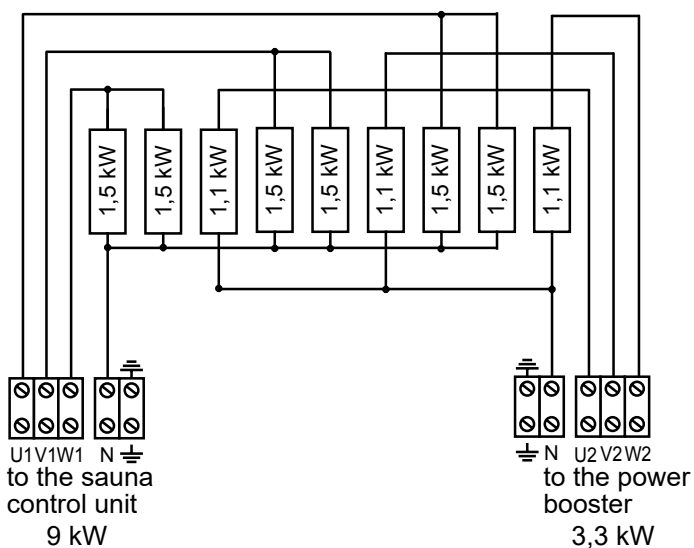 1,5 kW
1,5 kW
1,1 kW
1,5 kW
1,5 kW
1,1 kW
1,5 kW
1,5 kW
1,1 kW
U1 V1 W1 N
to the sauna
control unit
9 kW
N U2 V2 W2
to the power
booster
3,3 kW